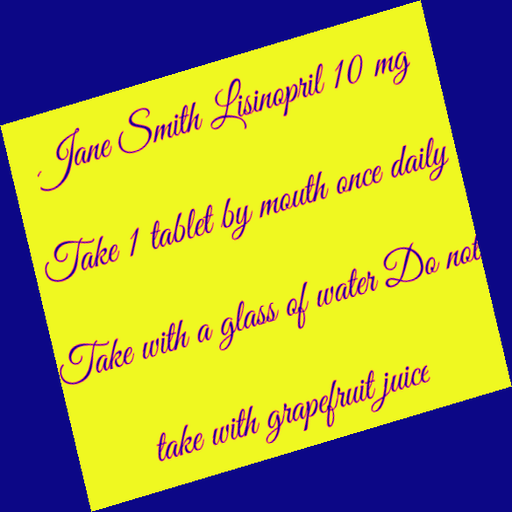 Jane Smith Lisinopril 10 mg
Take 1 tablet by mouth once daily
Take with a glass of water Do not
take with grapefruit juice